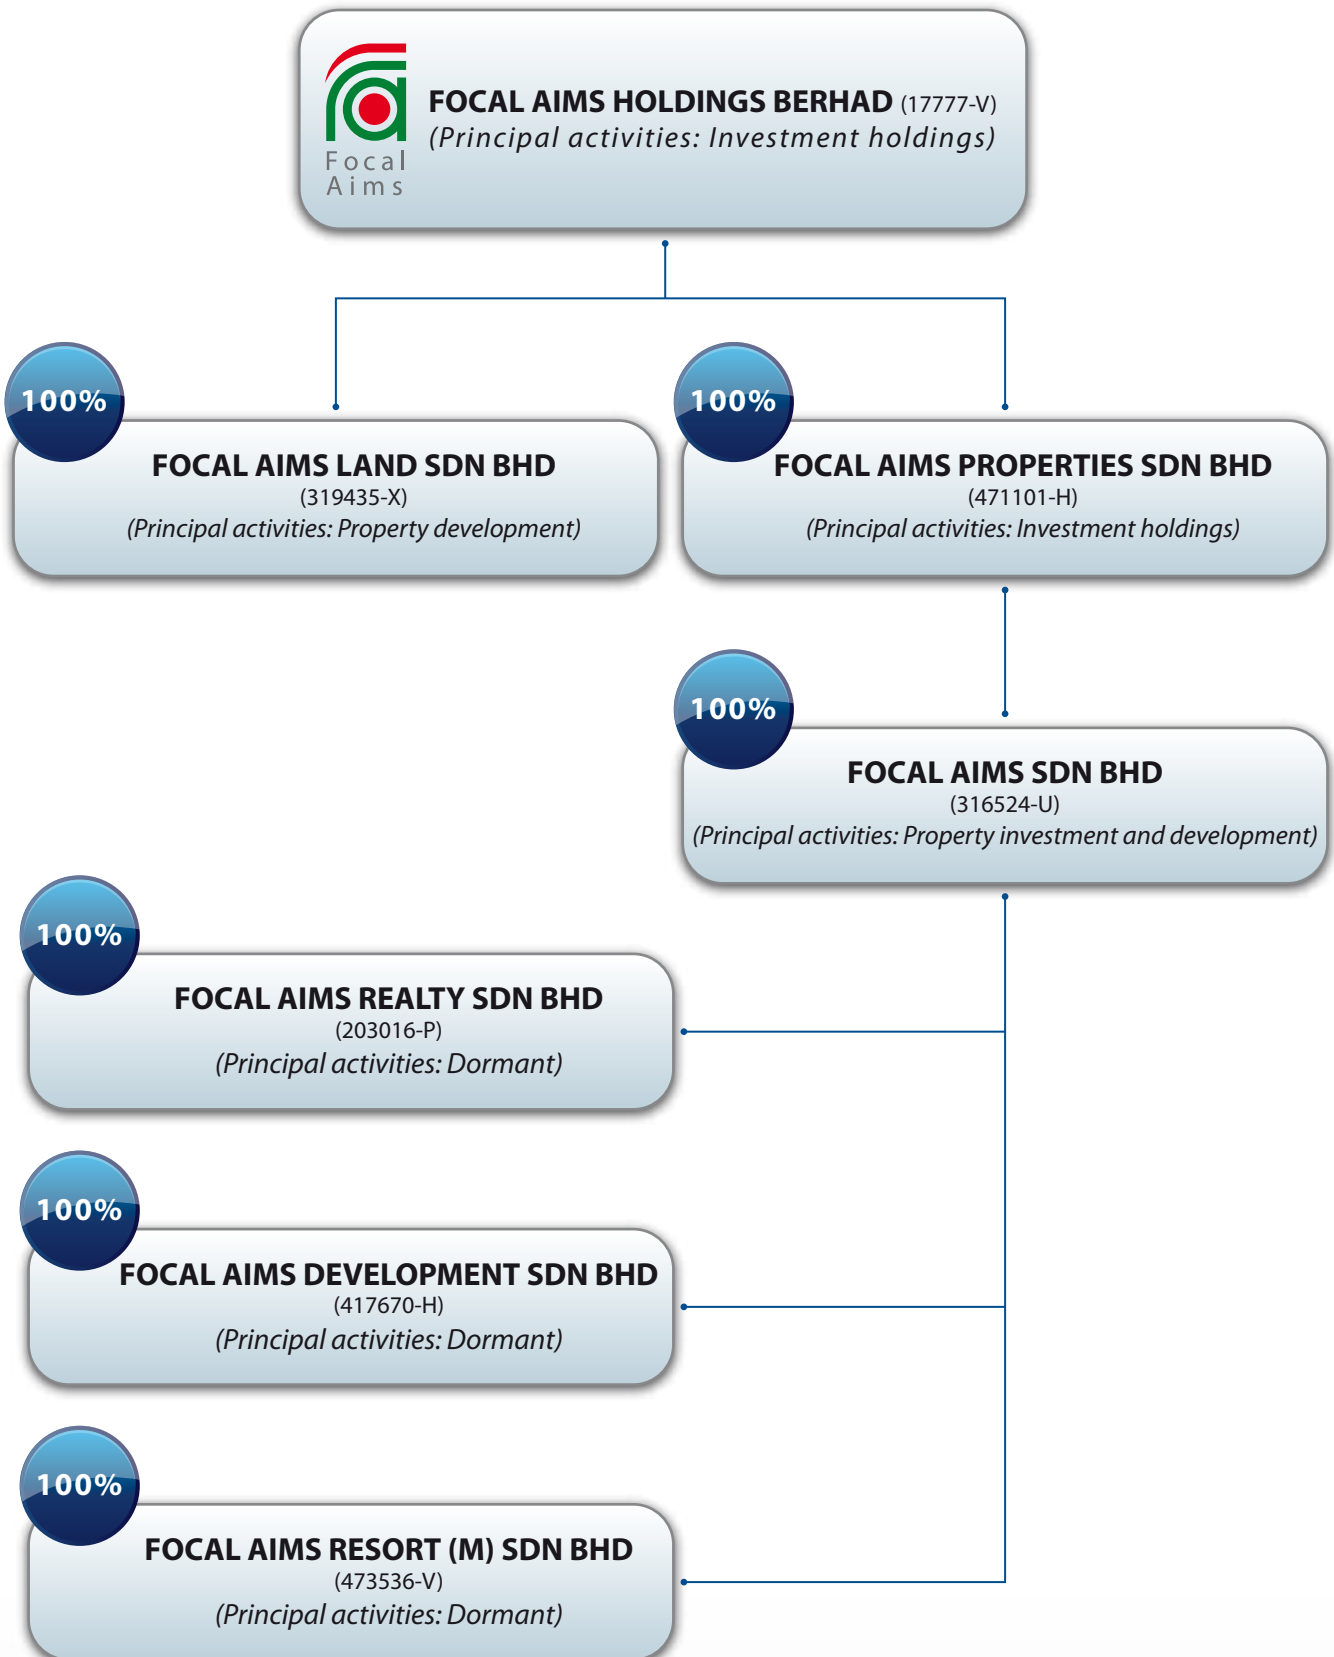 FOCAL AIMS HOLDINGS BERHAD (17777-V)
(Principal activities: Investment holdings)
Focal
Aims
100%
FOCAL AIMS LAND SDN BHD
(319435-X)
(Principal activities: Property development)
100%
FOCAL AIMS PROPERTIES SDN BHD
(471101-H)
(Principal activities: Investment holdings)
100%
FOCAL AIMS SDN BHD
(316524-U)
(Principal activities: Property investment and development)
100%
FOCAL AIMS REALTY SDN BHD
(203016-P)
(Principal activities: Dormant)
100%
FOCAL AIMS DEVELOPMENT SDN BHD
(417670-H)
(Principal activities: Dormant)
100%
FOCAL AIMS RESORT (M) SDN BHD
(473536-V)
(Principal activities: Dormant)